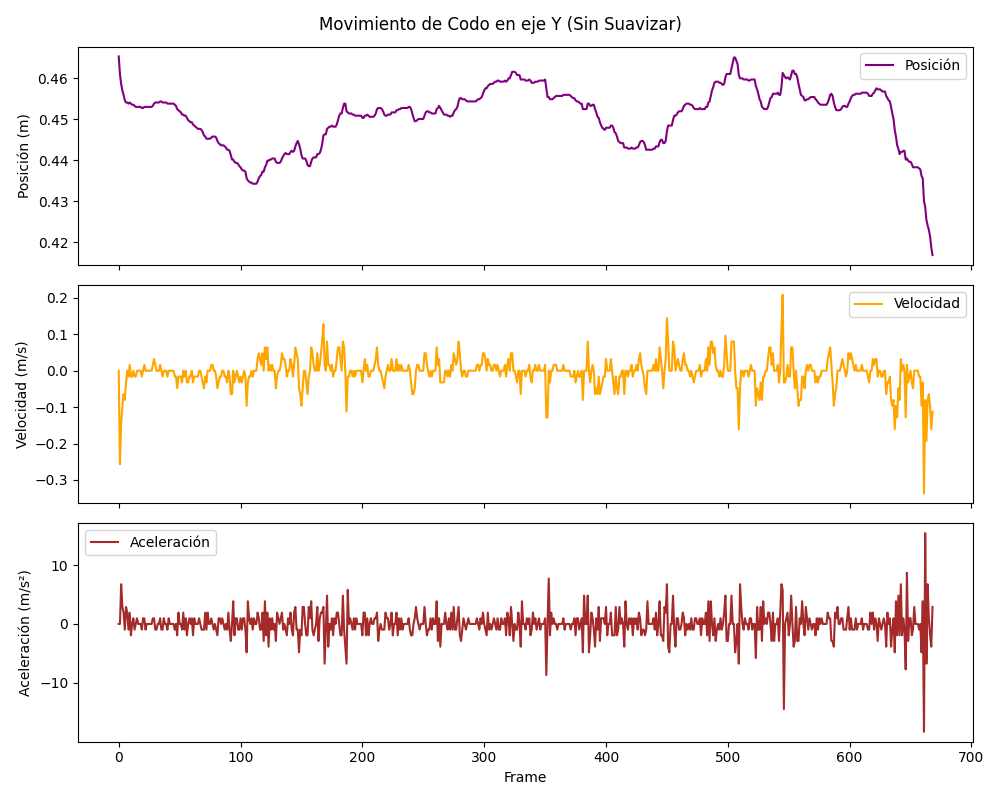 Movimiento de Codo en eje Y (Sin Suavizar)
Posición (m)
0.46
0.45
0.44
0.43
0.42
Posición
Velocidad (m/s)
0.2
0.1
0.0
−0.1
−0.2
−0.3
Velocidad
Aceleración (m/s²)
10
0
−10
Aceleración
0 100 200 300 400 500 600 700
Frame